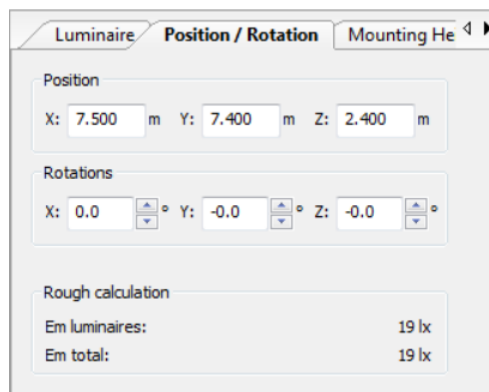 Luminaire Position / Rotation Mounting He
Position
X: 7.500 m Y: 7.400 m Z: 2.400 m
Rotations
X: 0.0 ° Y: -0.0 ° Z: -0.0 °
Rough calculation
Em luminaires: 19 lx
Em total: 19 lx